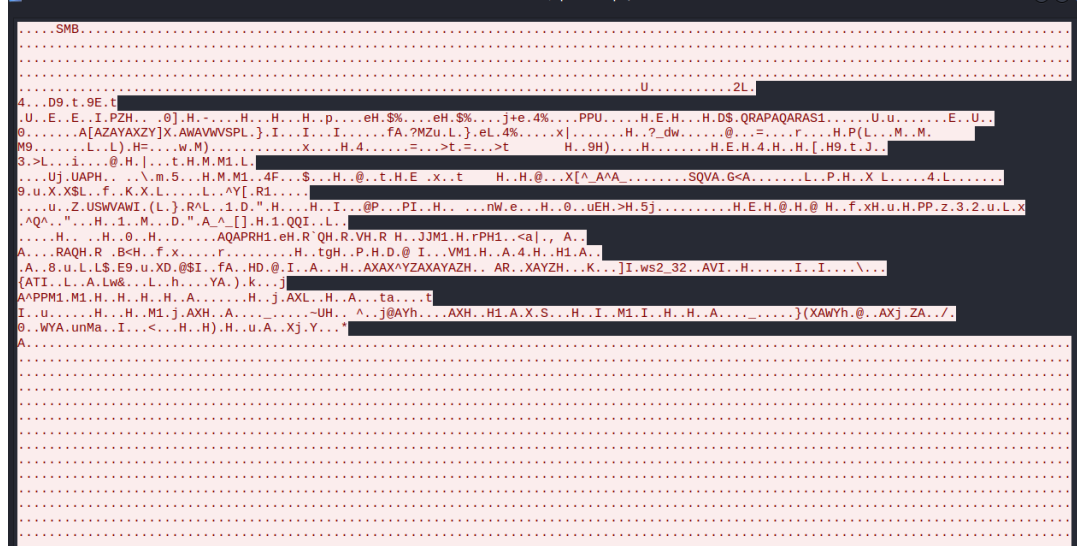 .....SMB...........................................................................................................................................
...................................................................................................................................................
...................................................................................................................................................
...................................................................................................................................................
.......................................................................................U...........2L.
4...D9.t.9E.t
.U..E..E..I.PZH.. .0].H.-....H...H...H..p....eH.$%....eH.$%....j+e.4%....PPU.....H.E.H...H.D$.QRAPAQARAS1......U.u.......E..U..
0.......A[AZAYAXZY]X.AWAVWVSPL.}.I...I...I......fA.?MZu.L.}.eL.4%.....x|.......H..?_dw.....@...=....r....H.P(L...M..M.
M9.......L..L).H=....w.M)............x....H.4......=...>t.=...>t H..9H)....H........H.E.H.4.H..H.[.H9.t.J..
3.>L...i....@.H.|...t.H.M.M1.L.
....Uj.UAPH.. ..\.m.5...H.M.M1..4F...$...H..@..t.H.E .x..t H..H.@...X[^_A^A_........SQVA.G<A.......L..P.H..X L.....4.L.......
9.u.X.X$L..f..K.X.L.....L..^Y[.R1.....
....u..Z.USWVAWI.(L.}.R^L..1.D.".H....H..I...@P...PI..H.. ...nW.e...H..0..uEH.>H.5j..........H.E.H.@.H.@ H..f.xH.u.H.PP.z.3.2.u.L.x
.^Q^.."...H..1..M...D.".A_^_[].H.1.QQI..L..
.....H.. ..H..0..H........AQAPRH1.eH.R`QH.R.VH.R H..JJM1.H.rPH1..<a|., A..
A....RAQH.R .B<H..f.x.....r.........H..tgH..P.H.D.@ I....VM1.H..A.4.H..H1.A..
.A..8.u.L.L$.E9.u.XD.@$I..fA..HD.@.I..A...H..AXAX^YZAXAYAZH.. AR..XAYZH...K...]I.ws2_32..AVI..H......I..I....\...
{ATI..L..A.Lw&...L..h....YA.).k...j
A^PPM1.M1.H..H..H..H..A.......H..j.AXL..H..A...ta....t
I..u......H...H..M1.j.AXH..A...._.....~UH.. ^..j@AYh....AXH..H1.A.X.S...H..I..M1.I..H..H..A...._.....}(XAWYh.@..AXj.ZA../.
0..WYA.unMa..I...<...H..H).H..u.A..Xj.Y...*
A..................................................................................................................................................
...................................................................................................................................................
...................................................................................................................................................
...................................................................................................................................................
...................................................................................................................................................
...................................................................................................................................................
...................................................................................................................................................
...................................................................................................................................................
...................................................................................................................................................
...................................................................................................................................................
...................................................................................................................................................
...................................................................................................................................................
...................................................................................................................................................
...................................................................................................................................................